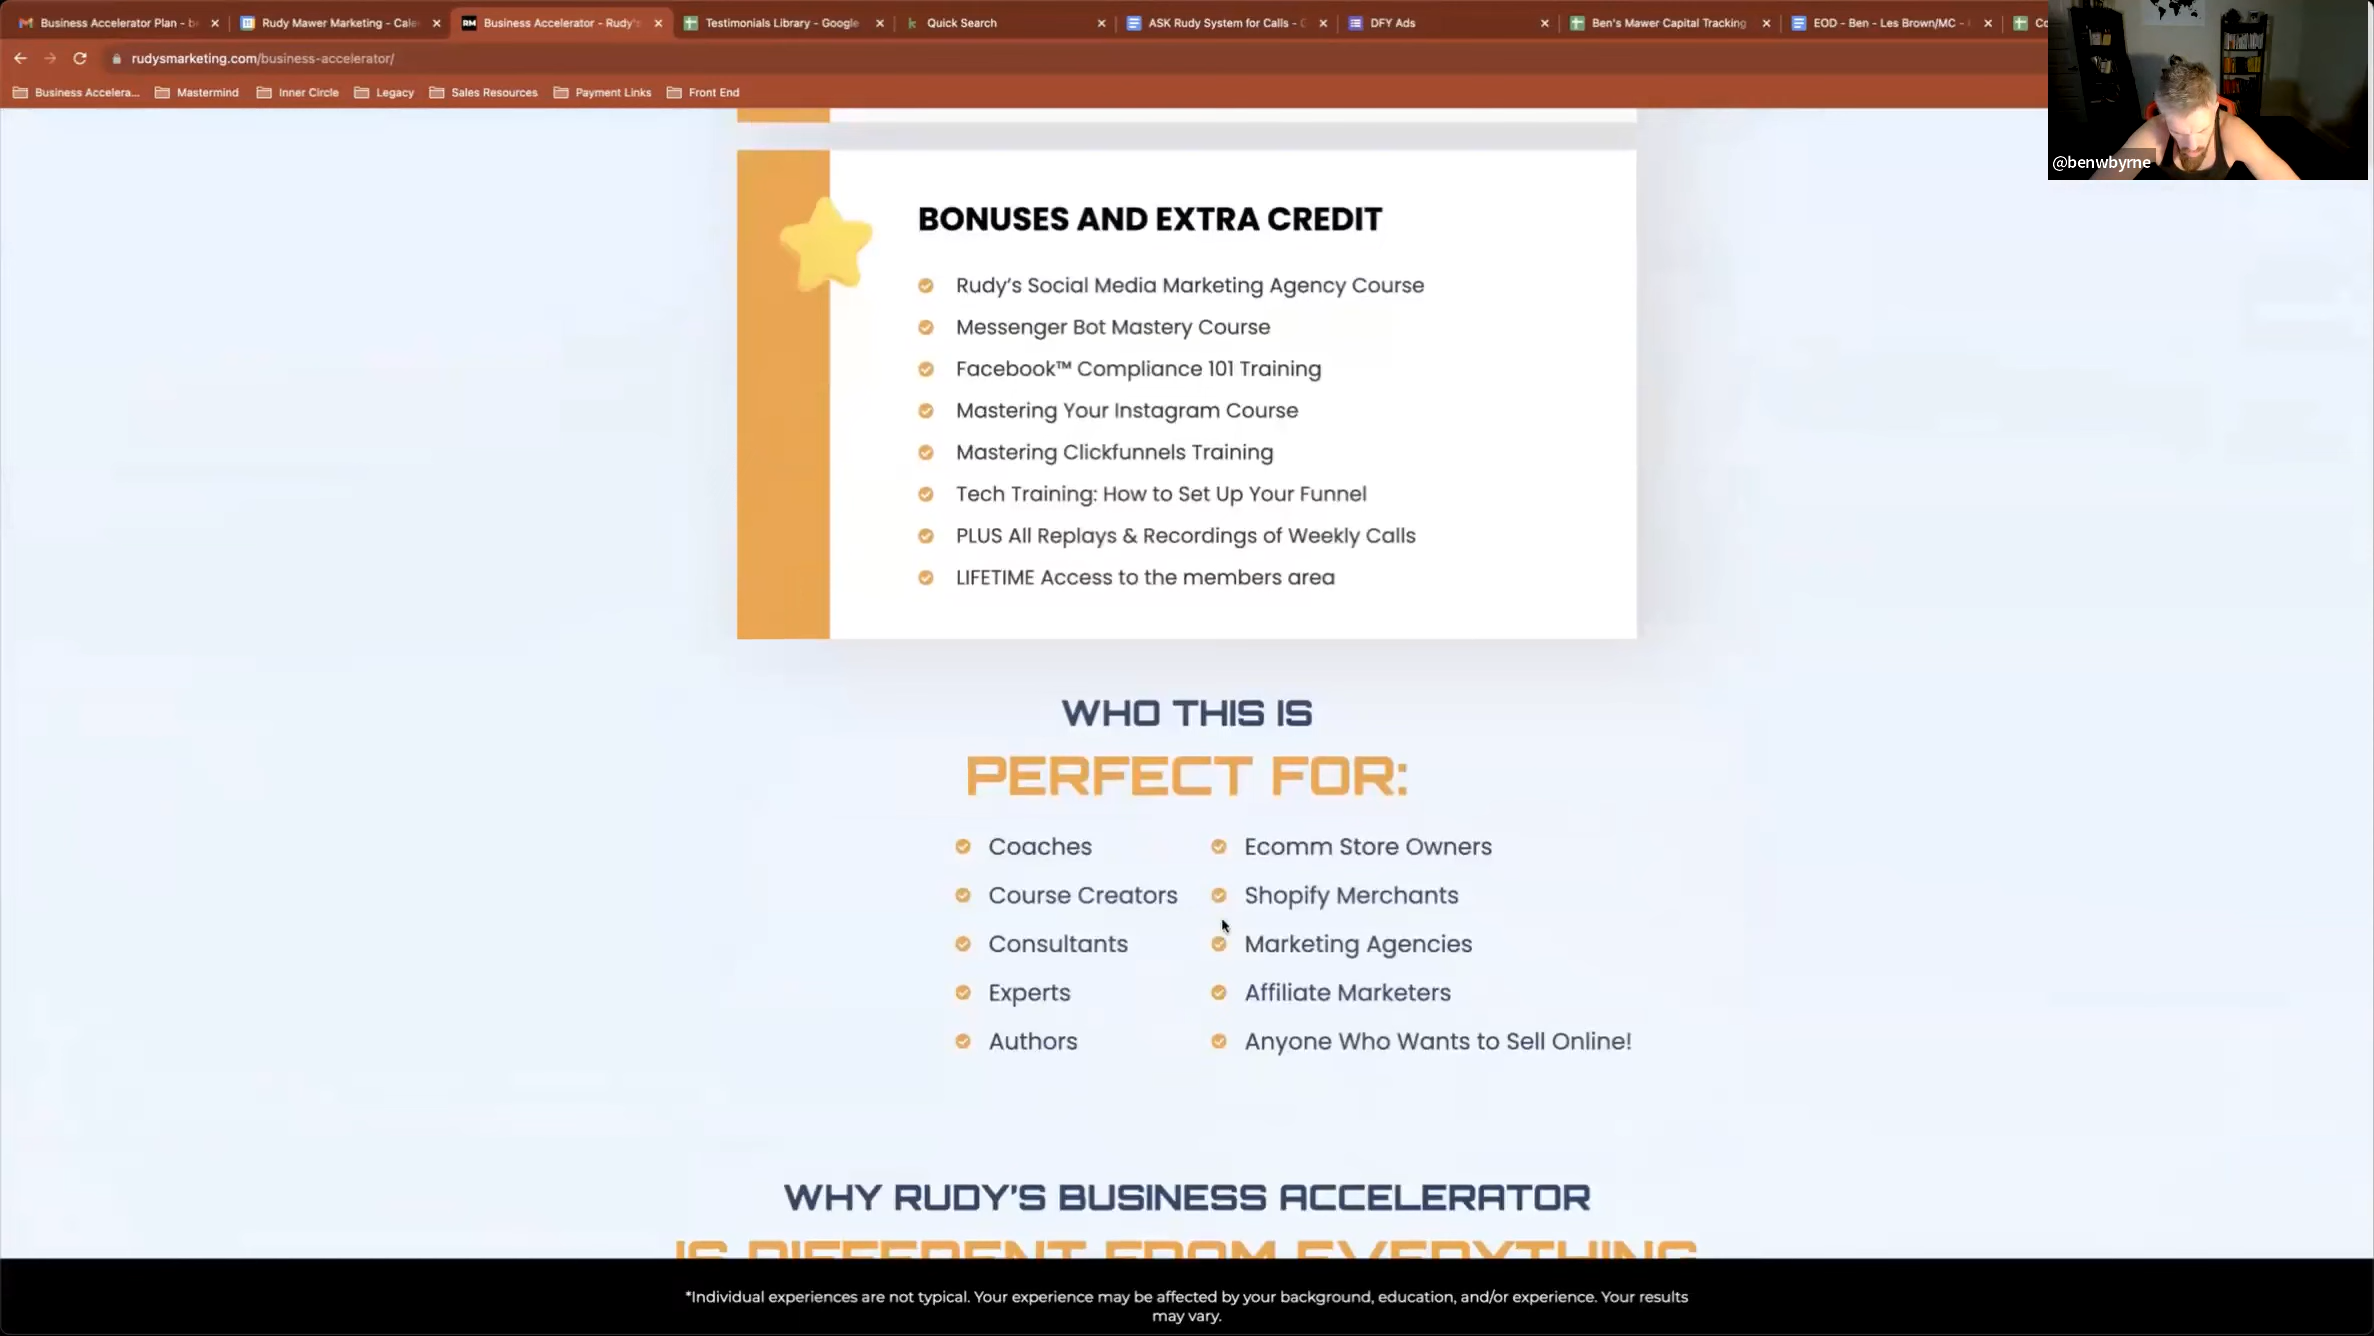 Business Accelerator Plan - b
Rudy Mawer Marketing - Cale
RM
Business Accelerator - Rudy's
Testimonials Library - Google
k
Quick Search
ASK Rudy System for Calls -
DFY Ads
Ben's Mawer Capital Tracking
EOD - Ben - Les Brown/MC -
rudysmarketing.com/business-accelerator/
Business Accelera...
Mastermind
Inner Circle
Legacy
Sales Resources
Payment Links
Front End
@benwbyrne
BONUSES AND EXTRA CREDIT
Rudy's Social Media Marketing Agency Course
Messenger Bot Mastery Course
Facebook™ Compliance 101 Training
Mastering Your Instagram Course
Mastering Clickfunnels Training
Tech Training: How to Set Up Your Funnel
PLUS All Replays & Recordings of Weekly Calls
LIFETIME Access to the members area
WHO THIS IS
PERFECT FOR:
Coaches
Course Creators
Consultants
Experts
Authors
Ecomm Store Owners
Shopify Merchants
Marketing Agencies
Affiliate Marketers
Anyone Who Wants to Sell Online!
WHY RUDY'S BUSINESS ACCELERATOR
IS DIFFERENT FROM EVERYTHING
*Individual experiences are not typical. Your experience may be affected by your background, education, and/or experience. Your results
may vary.